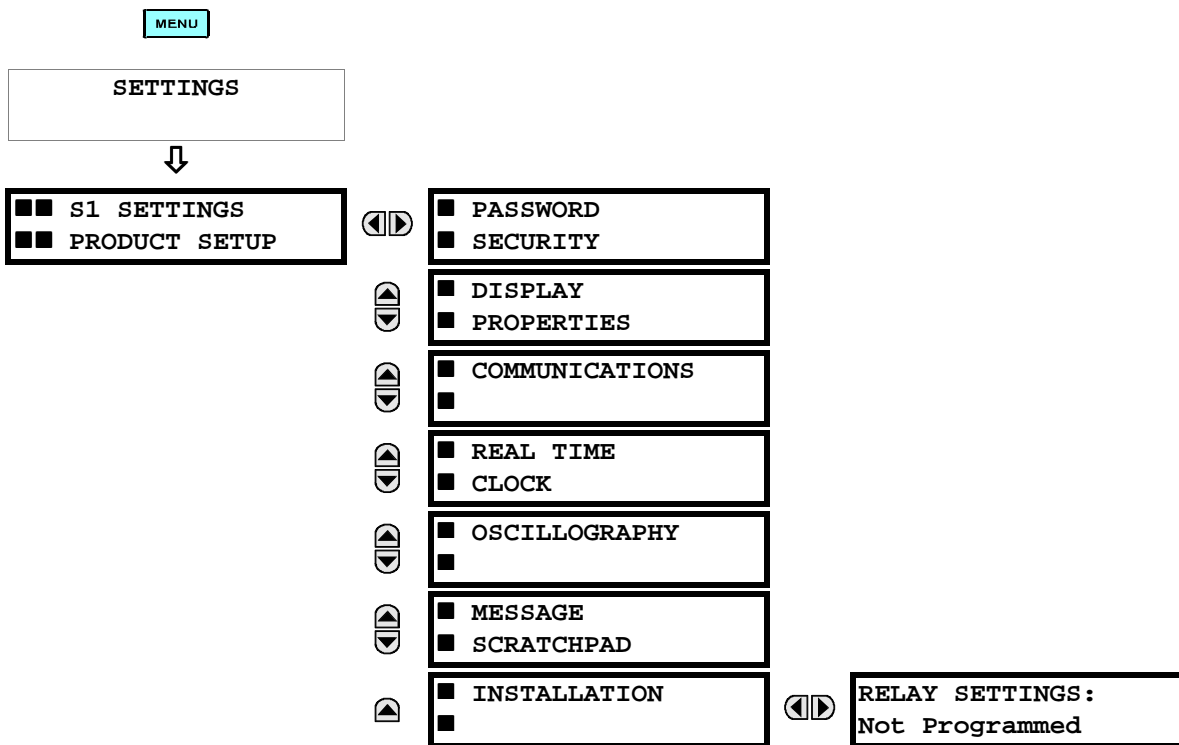 MENU
SETTINGS
■■ S1 SETTINGS
■■ PRODUCT SETUP
■ PASSWORD
■ SECURITY
■ DISPLAY
■ PROPERTIES
■ COMMUNICATIONS
■
■ REAL TIME
■ CLOCK
■ OSCILLOGRAPHY
■
■ MESSAGE
■ SCRATCHPAD
■ INSTALLATION
■
RELAY SETTINGS:
Not Programmed